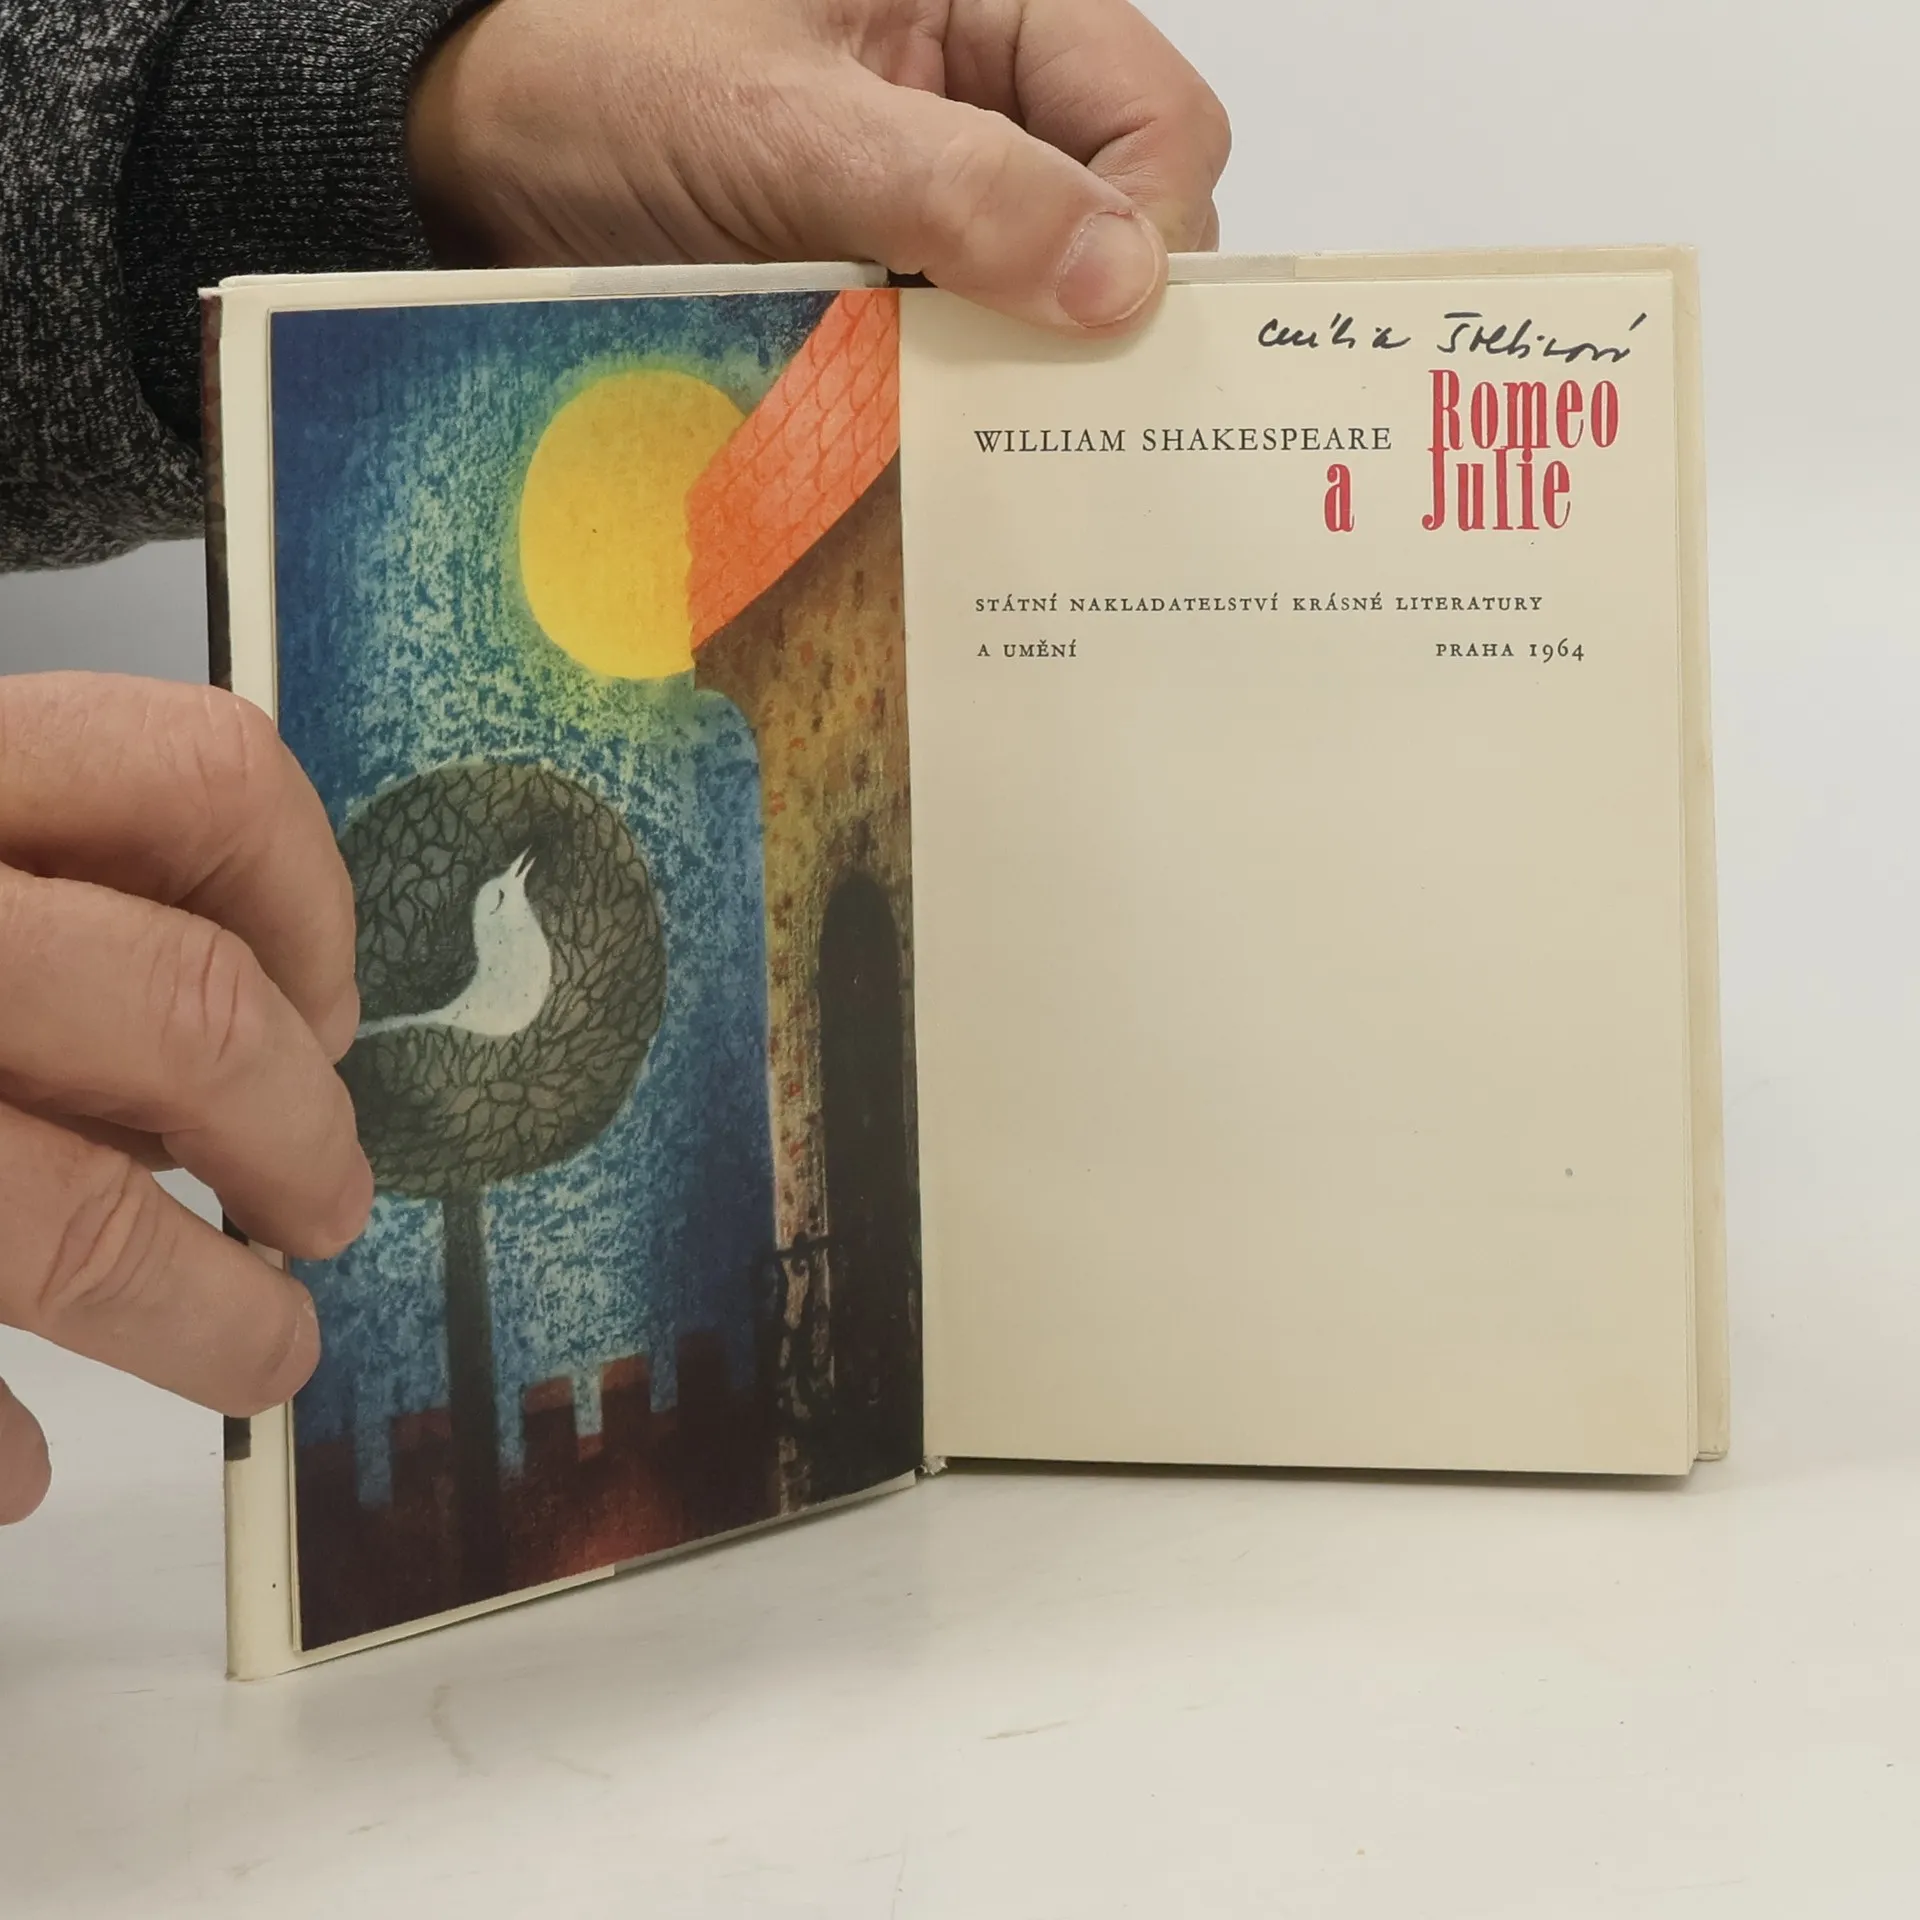 WILLIAM SHAKESPEARE Romeo
a Julie
STÁTNÍ NAKLADATELSTVÍ KRÁSNÉ LITERATURY
A UMĚNÍ PRAHA 1964